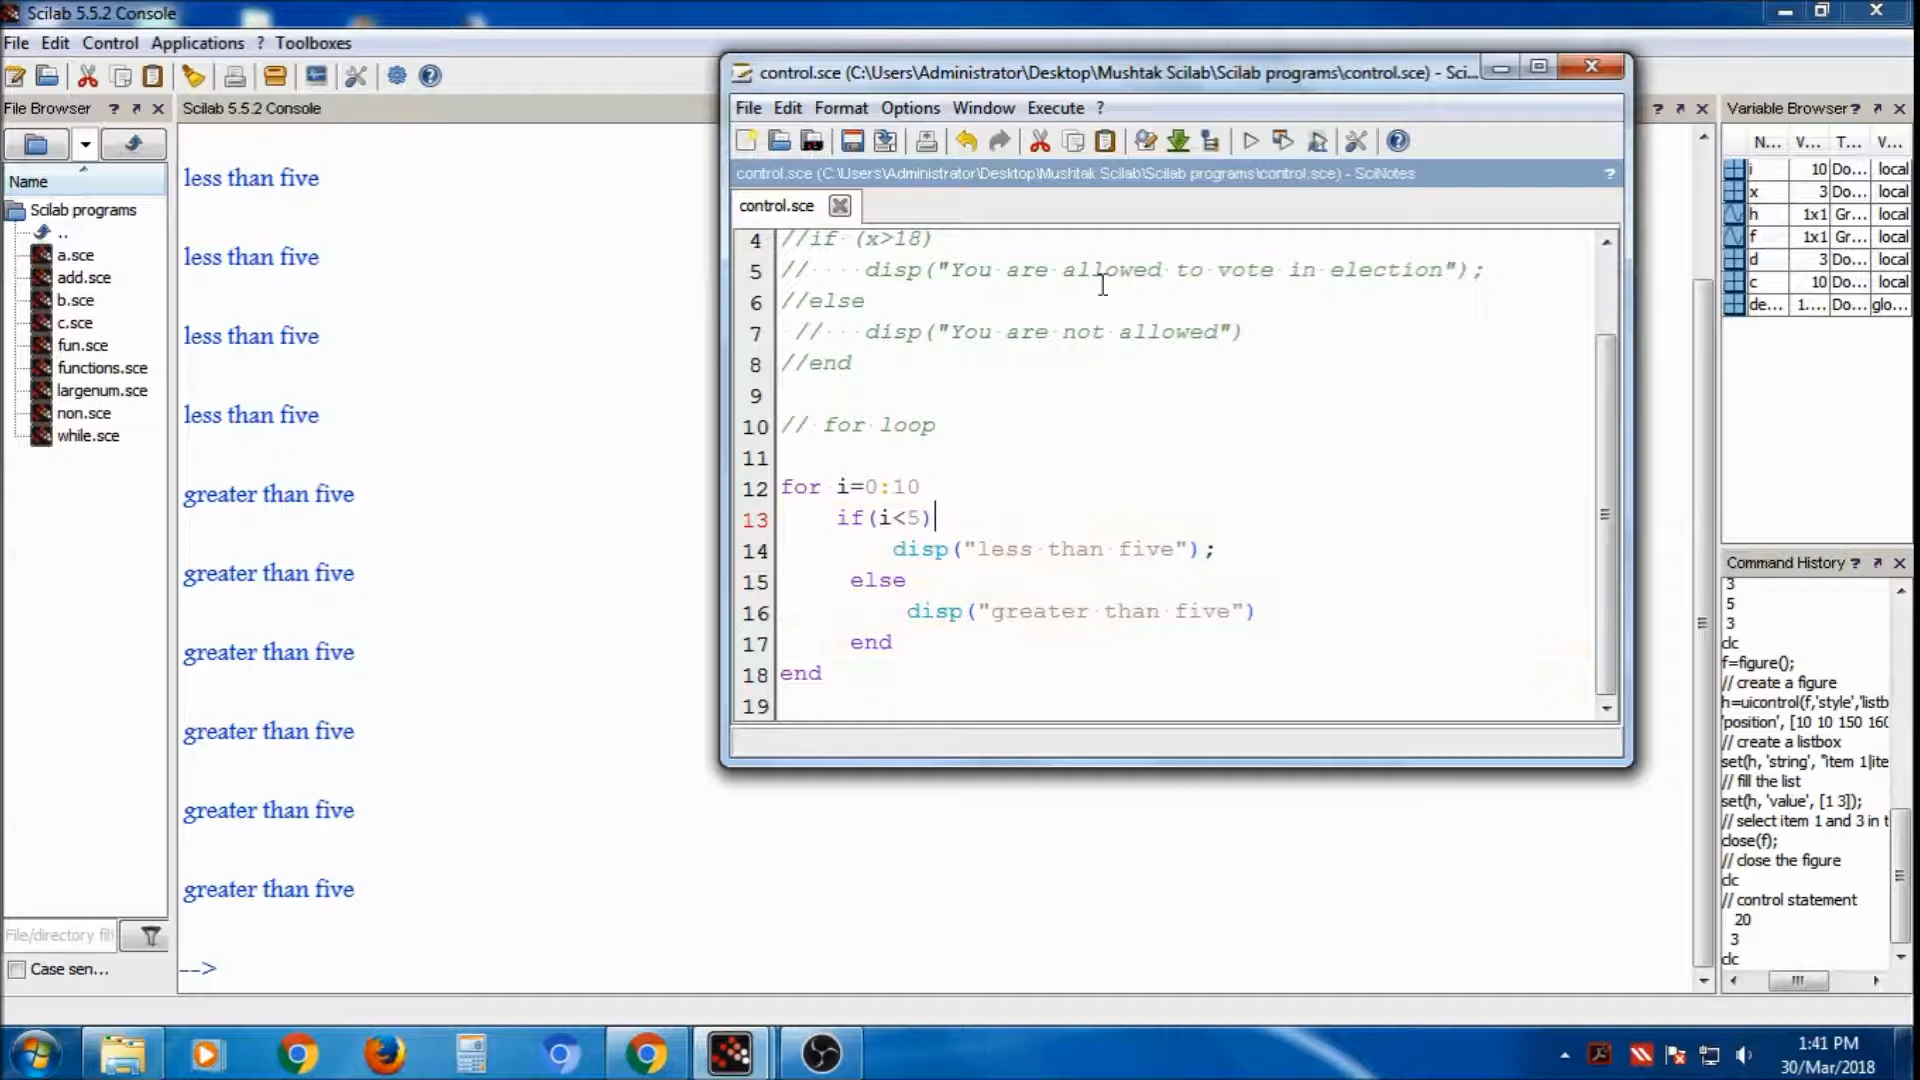 Scilab 5.5.2 Console
File Edit Control Applications ? Toolboxes
File Browser ?
Scilab 5.5.2 Console
Name
Scilab programs
..
a.sce
add.sce
b.sce
c.sce
fun.sce
functions.sce
largenum.sce
non.sce
while.sce
File/directory fil
Case sen...
less than five
less than five
less than five
less than five
greater than five
greater than five
greater than five
greater than five
greater than five
greater than five
-->
control.sce (C:\Users\Administrator\Desktop\Mushtak Scilab\Scilab programs\control.sce) - Sci...
File Edit Format Options Window Execute ?
control.sce (C:\Users\Administrator\Desktop\Mushtak Scilab\Scilab programs\control.sce) - SciNotes ?
control.sce
4 //if (x>18)
5 //    disp("You are allowed to vote in election");
6 //else
7  //   disp("You are not allowed")
8 //end
9
10 // for loop
11
12 for i=0:10
13     if(i<5)
14         disp("less than five");
15      else
16          disp("greater than five")
17      end
18 end
19
?
Variable Browser ?
N... V... T... V...
i 10 Do... local
x 3 Do... local
h 1x1 Gr... local
f 1x1 Gr... local
d 3 Do... local
c 10 Do... local
de... 1.... Do... glo...
Command History ?
3
5
3
clc
f=figure();
// create a figure
h=uicontrol(f,'style','listb
'position', [10 10 150 160
// create a listbox
set(h, 'string', "item 1|ite
// fill the list
set(h, 'value', [1 3]);
// select item 1 and 3 in t
close(f);
// close the figure
clc
// control statement
20
3
clc
1:41 PM
30/Mar/2018